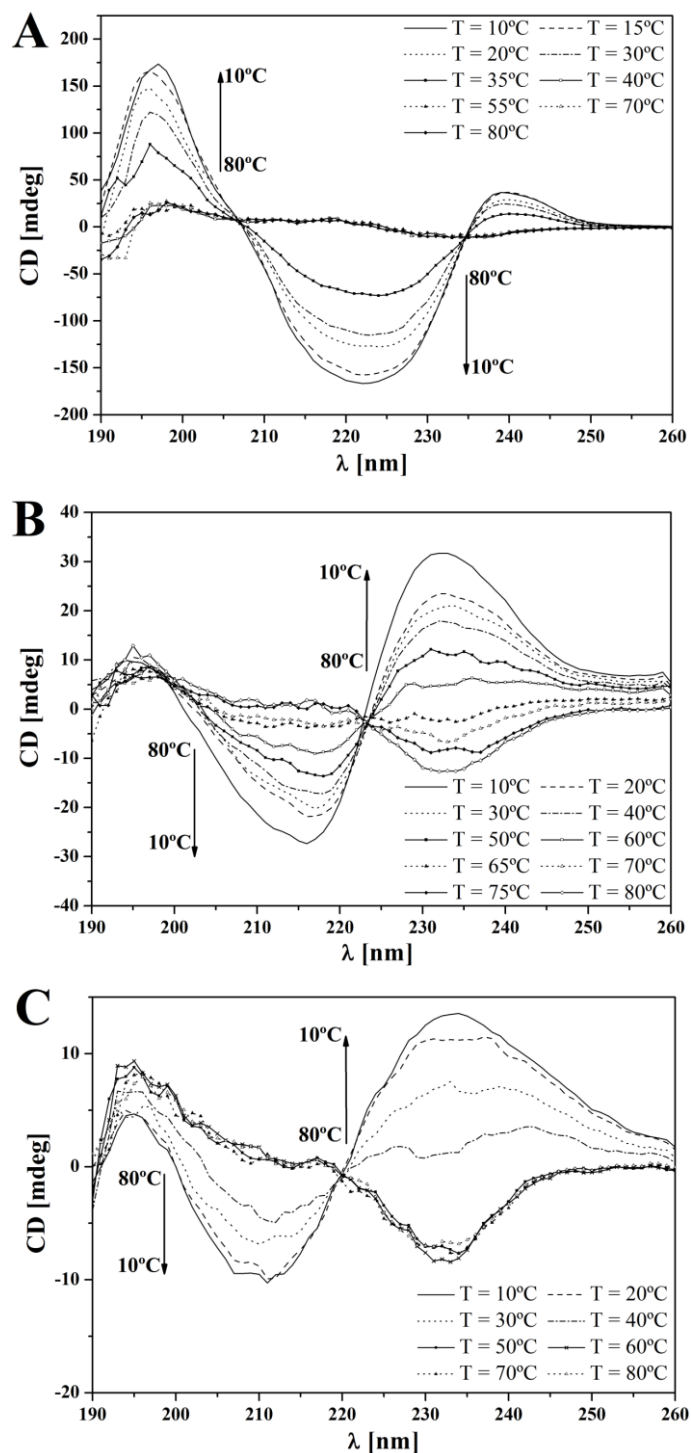 A
T = 10ºC T = 15ºC
T = 20ºC T = 30ºC
T = 35ºC T = 40ºC
T = 55ºC T = 70ºC
T = 80ºC
10ºC
80ºC
80ºC
10ºC
CD [mdeg]
200
150
100
50
0
-50
-100
-150
-200
190 200 210 220 230 240 250 260
λ [nm]
B
10ºC
80ºC
80ºC
10ºC
T = 10ºC T = 20ºC
T = 30ºC T = 40ºC
T = 50ºC T = 60ºC
T = 65ºC T = 70ºC
T = 75ºC T = 80ºC
CD [mdeg]
40
30
20
10
0
-10
-20
-30
-40
190 200 210 220 230 240 250 260
λ [nm]
C
10ºC
80ºC
80ºC
10ºC
T = 10ºC T = 20ºC
T = 30ºC T = 40ºC
T = 50ºC T = 60ºC
T = 70ºC T = 80ºC
CD [mdeg]
10
0
-10
-20
190 200 210 220 230 240 250 260
λ [nm]